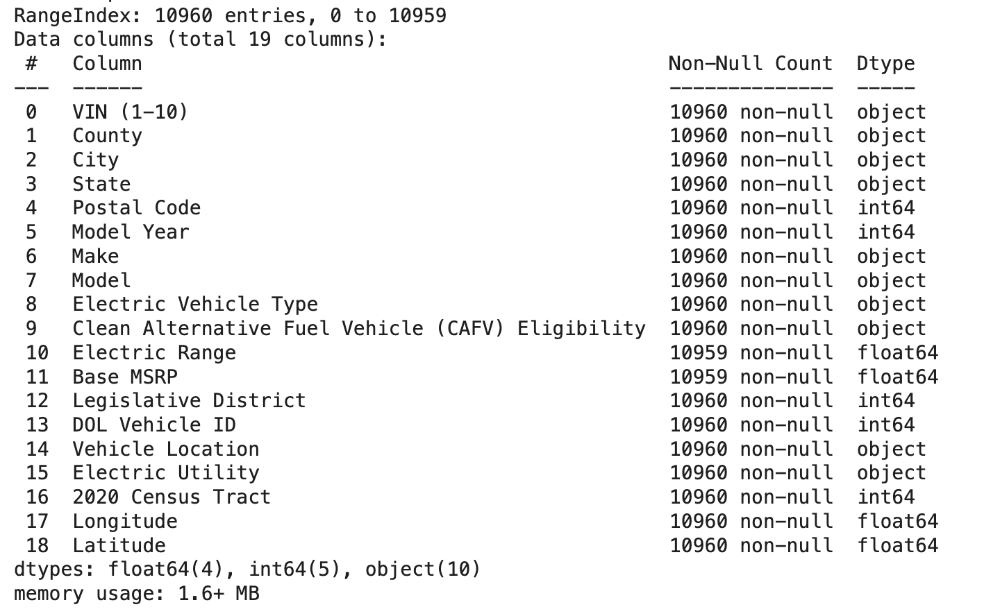 RangeIndex: 10960 entries, 0 to 10959
Data columns (total 19 columns):
 #   Column                                             Non-Null Count  Dtype
---  ------                                             --------------  -----
 0   VIN (1-10)                                         10960 non-null  object
 1   County                                             10960 non-null  object
 2   City                                               10960 non-null  object
 3   State                                              10960 non-null  object
 4   Postal Code                                        10960 non-null  int64
 5   Model Year                                         10960 non-null  int64
 6   Make                                               10960 non-null  object
 7   Model                                              10960 non-null  object
 8   Electric Vehicle Type                              10960 non-null  object
 9   Clean Alternative Fuel Vehicle (CAFV) Eligibility  10960 non-null  object
 10  Electric Range                                     10959 non-null  float64
 11  Base MSRP                                          10959 non-null  float64
 12  Legislative District                               10960 non-null  int64
 13  DOL Vehicle ID                                     10960 non-null  int64
 14  Vehicle Location                                   10960 non-null  object
 15  Electric Utility                                   10960 non-null  object
 16  2020 Census Tract                                  10960 non-null  int64
 17  Longitude                                          10960 non-null  float64
 18  Latitude                                           10960 non-null  float64
dtypes: float64(4), int64(5), object(10)
memory usage: 1.6+ MB